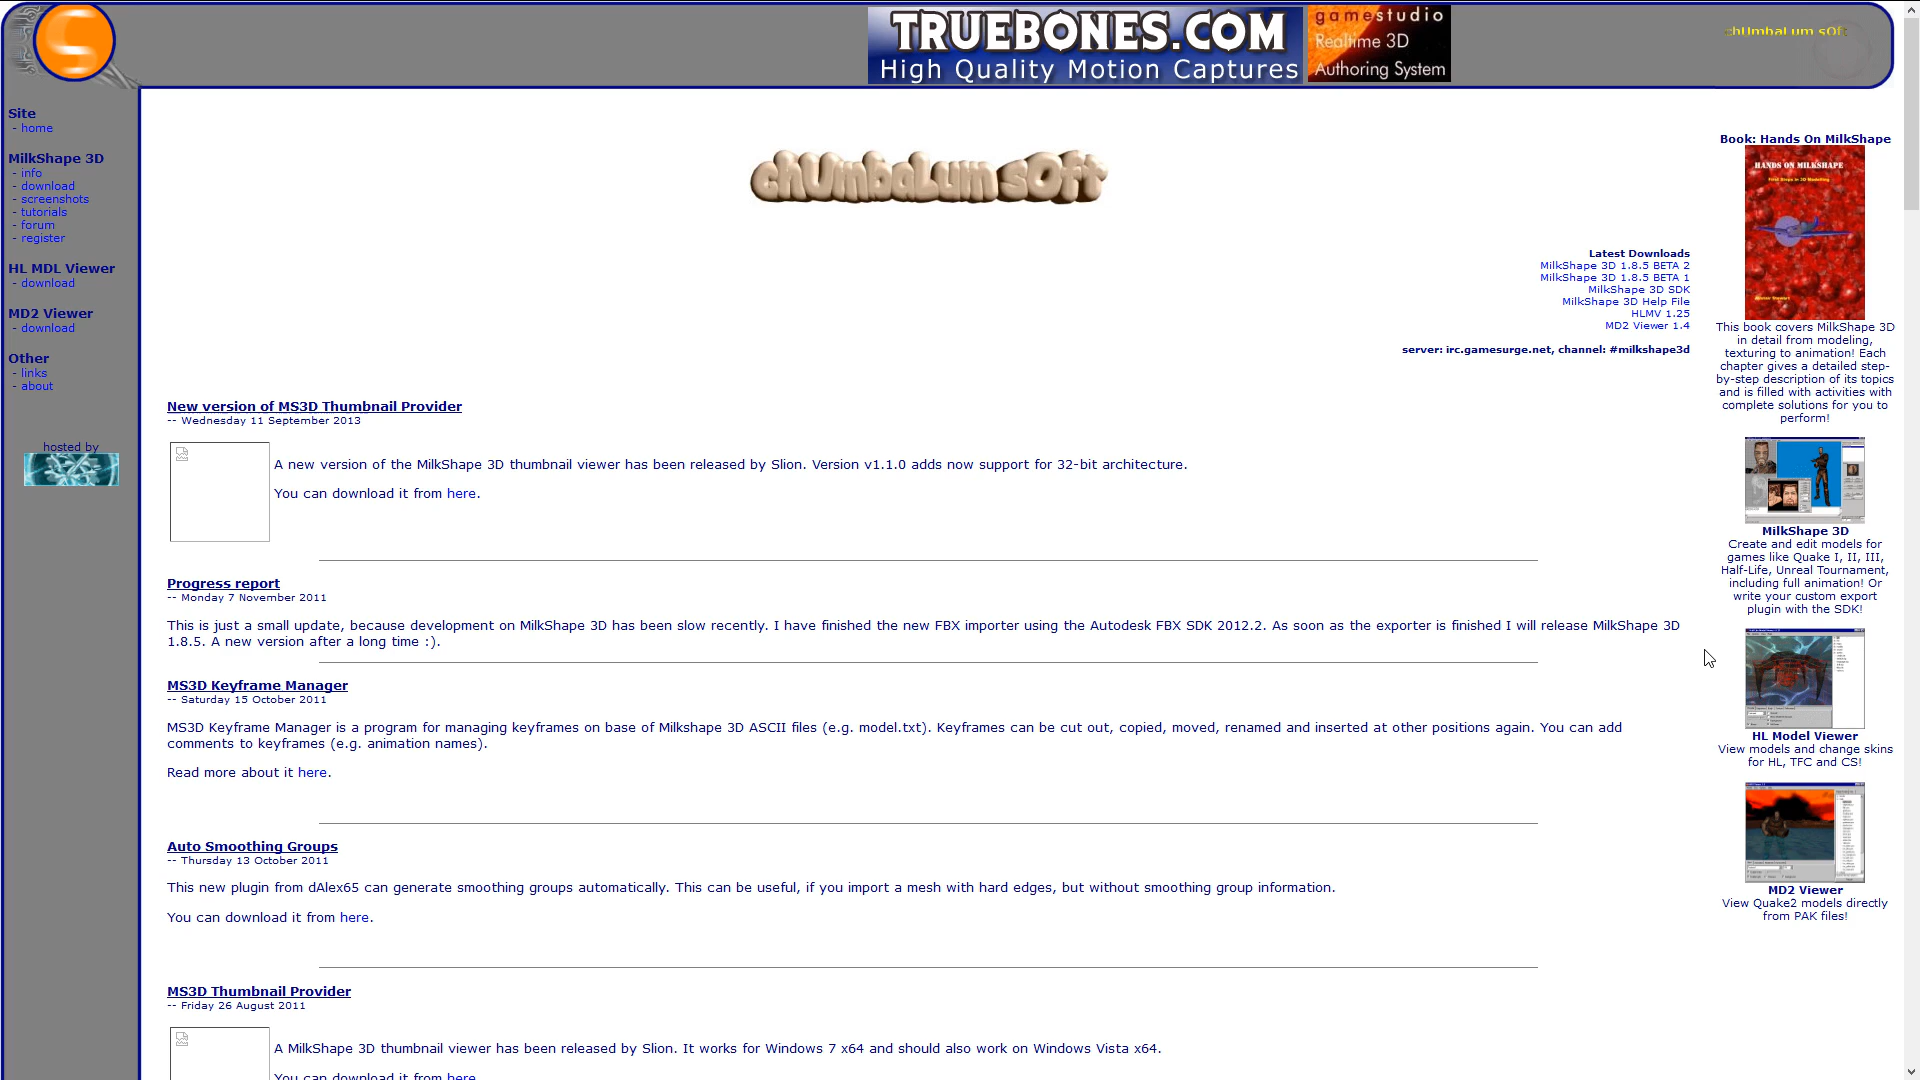 TRUEBONES.COM
High Quality Motion Captures
gamestudio
Realtime 3D
Authoring System
chUmbaLum sOf
Site
- home
MilkShape 3D
- info
- download
- screenshots
- tutorials
- forum
- register
HL MDL Viewer
- download
MD2 Viewer
- download
Other
- links
- about
hosted by
chUmbaLum sOft
Latest Downloads
MilkShape 3D 1.8.5 BETA 2
MilkShape 3D 1.8.5 BETA 1
MilkShape 3D SDK
MilkShape 3D Help File
HLMV 1.25
MD2 Viewer 1.4
server: irc.gamesurge.net, channel: #milkshape3d
New version of MS3D Thumbnail Provider
-- Wednesday 11 September 2013
A new version of the MilkShape 3D thumbnail viewer has been released by Slion. Version v1.1.0 adds now support for 32-bit architecture.
You can download it from here.
Progress report
-- Monday 7 November 2011
This is just a small update, because development on MilkShape 3D has been slow recently. I have finished the new FBX importer using the Autodesk FBX SDK 2012.2. As soon as the exporter is finished I will release MilkShape 3D
1.8.5. A new version after a long time :).
MS3D Keyframe Manager
-- Saturday 15 October 2011
MS3D Keyframe Manager is a program for managing keyframes on base of Milkshape 3D ASCII files (e.g. model.txt). Keyframes can be cut out, copied, moved, renamed and inserted at other positions again. You can add
comments to keyframes (e.g. animation names).
Read more about it here.
Auto Smoothing Groups
-- Thursday 13 October 2011
This new plugin from dAlex65 can generate smoothing groups automatically. This can be useful, if you import a mesh with hard edges, but without smoothing group information.
You can download it from here.
MS3D Thumbnail Provider
-- Friday 26 August 2011
A MilkShape 3D thumbnail viewer has been released by Slion. It works for Windows 7 x64 and should also work on Windows Vista x64.
You can download it from here.
Book: Hands On MilkShape
HANDS ON MILKSHAPE
First Steps in 3D Modelling
This book covers MilkShape 3D
in detail from modeling,
texturing to animation! Each
chapter gives a detailed step-
by-step description of its topics
and is filled with activities with
complete solutions for you to
perform!
MilkShape 3D
Create and edit models for
games like Quake I, II, III,
Half-Life, Unreal Tournament,
including full animation! Or
write your custom export
plugin with the SDK!
HL Model Viewer
View models and change skins
for HL, TFC and CS!
MD2 Viewer
View Quake2 models directly
from PAK files!